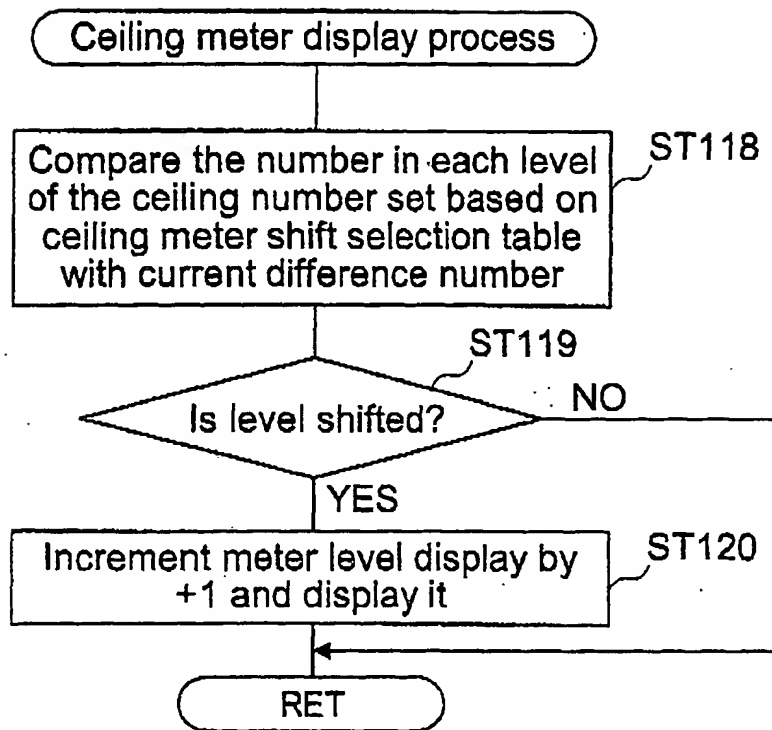 Ceiling meter display process
ST118
Compare the number in each level
of the ceiling number set based on
ceiling meter shift selection table
with current difference number
ST119
Is level shifted?
NO
YES
ST120
Increment meter level display by
+1 and display it
RET